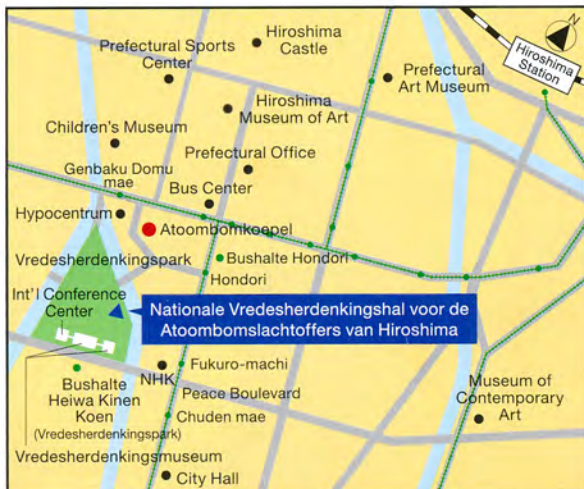 N
Hiroshima
Station
Hiroshima
Castle
Prefectural Sports
Center
Prefectural
Art Museum
Hiroshima
Museum of Art
Children's Museum
Prefectural Office
Genbaku Domu
mae
Bus Center
Hypocentrum
Atoombomkoepel
Vredesherdenkingspark
Bushalte Hondori
Hondori
Int'l Conference
Center
Nationale Vredesherdenkingshal voor de
Atoombomslachtoffers van Hiroshima
NHK
Fukuro-machi
Bushalte
Heiwa Kinen
Koen
(Vredesherdenkingspark)
Peace Boulevard
Museum of
Contemporary
Art
Chuden mae
Vredesherdenkingsmuseum
City Hall